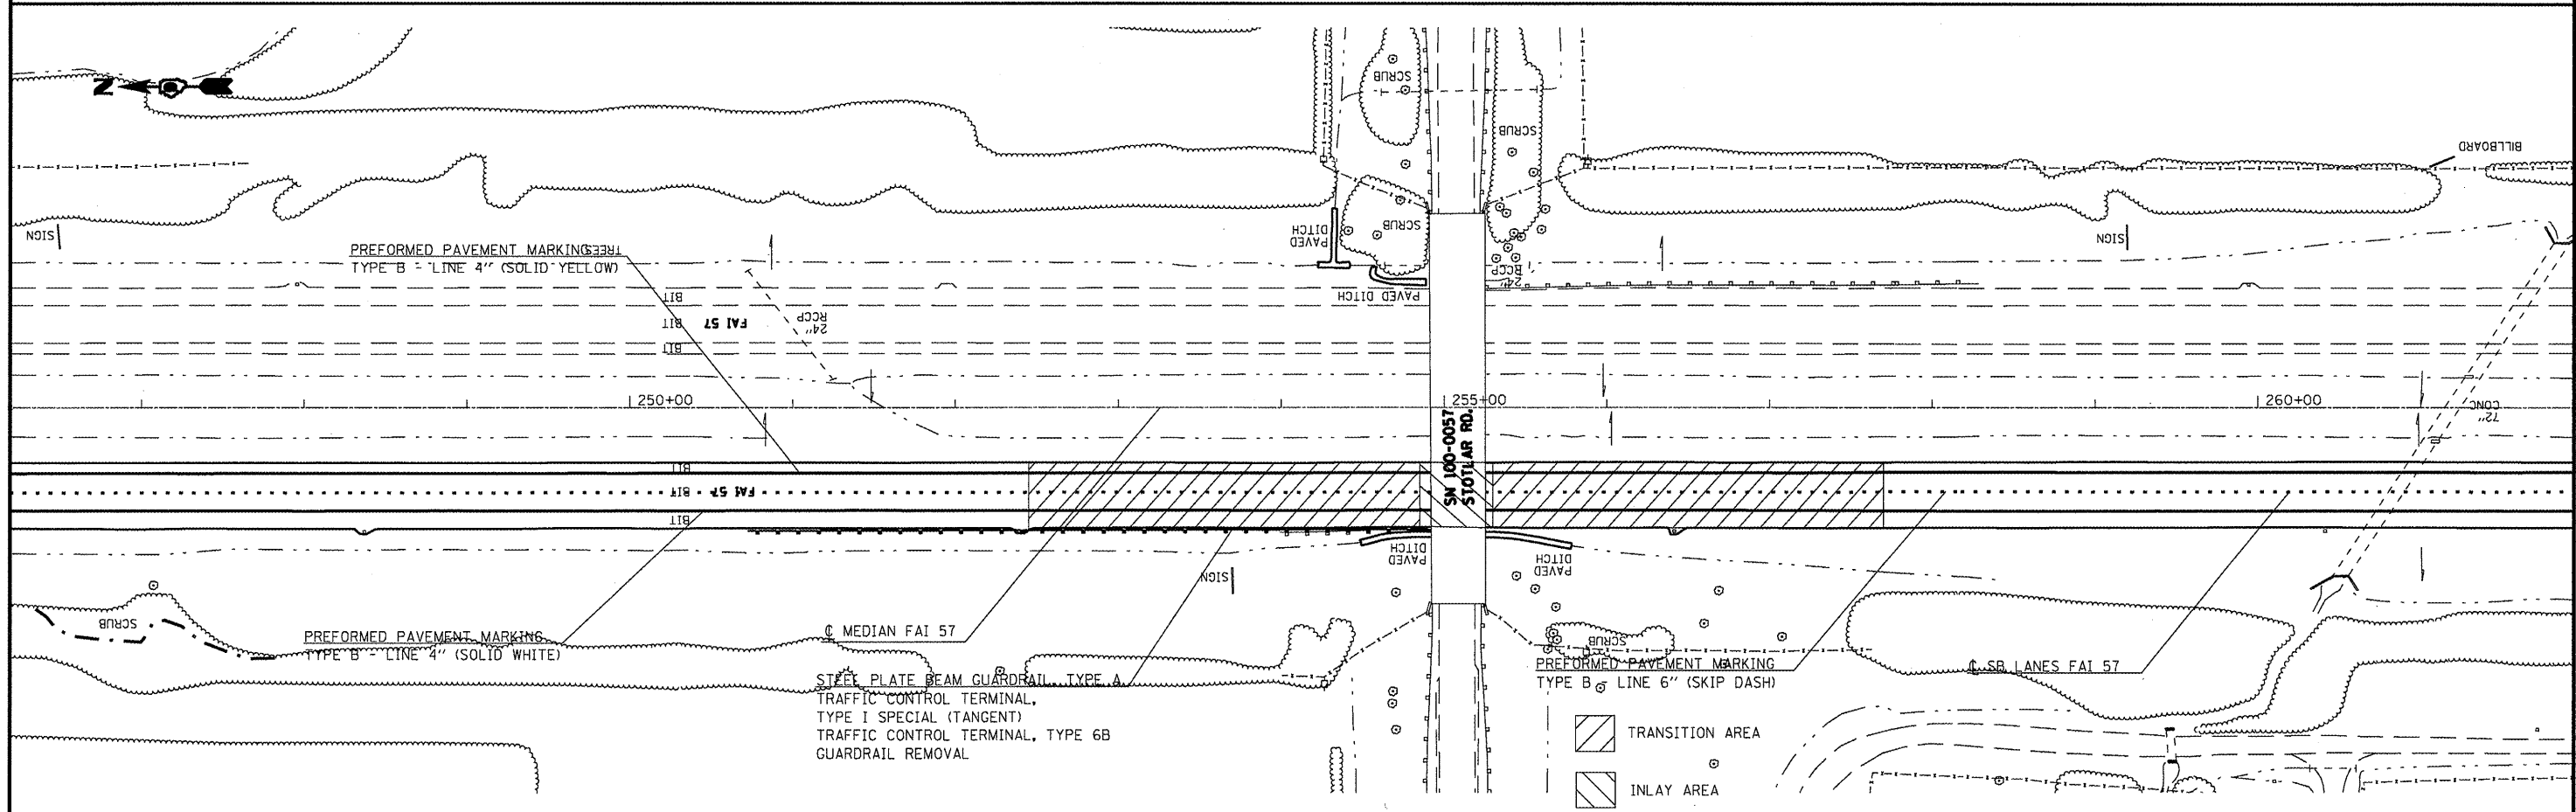 N
SCRUB
SCRUB
BILLBOARD
SIGN
PREFORMED PAVEMENT MARKING
TREES
TYPE B - LINE 4" (SOLID YELLOW)
PAVED
DITCH
SCRUB
24"
RCCP
SIGN
PAVED DITCH
BIT
BIT
FAI 57
24"
RCCP
BIT
250+00
255+00
260+00
72"
CONC
SN 100-0057
STOTLAR RD.
BIT
BIT
FAI 57
BIT
PAVED
DITCH
PAVED
DITCH
SIGN
SCRUB
PREFORMED PAVEMENT MARKING
TYPE B - LINE 4" (SOLID WHITE)
℄ MEDIAN FAI 57
SCRUB
PREFORMED PAVEMENT MARKING
TYPE B - LINE 6" (SKIP DASH)
℄ SB LANES FAI 57
STEEL PLATE BEAM GUARDRAIL, TYPE A
TRAFFIC CONTROL TERMINAL,
TYPE I SPECIAL (TANGENT)
TRAFFIC CONTROL TERMINAL, TYPE 6B
GUARDRAIL REMOVAL
TRANSITION AREA
INLAY AREA